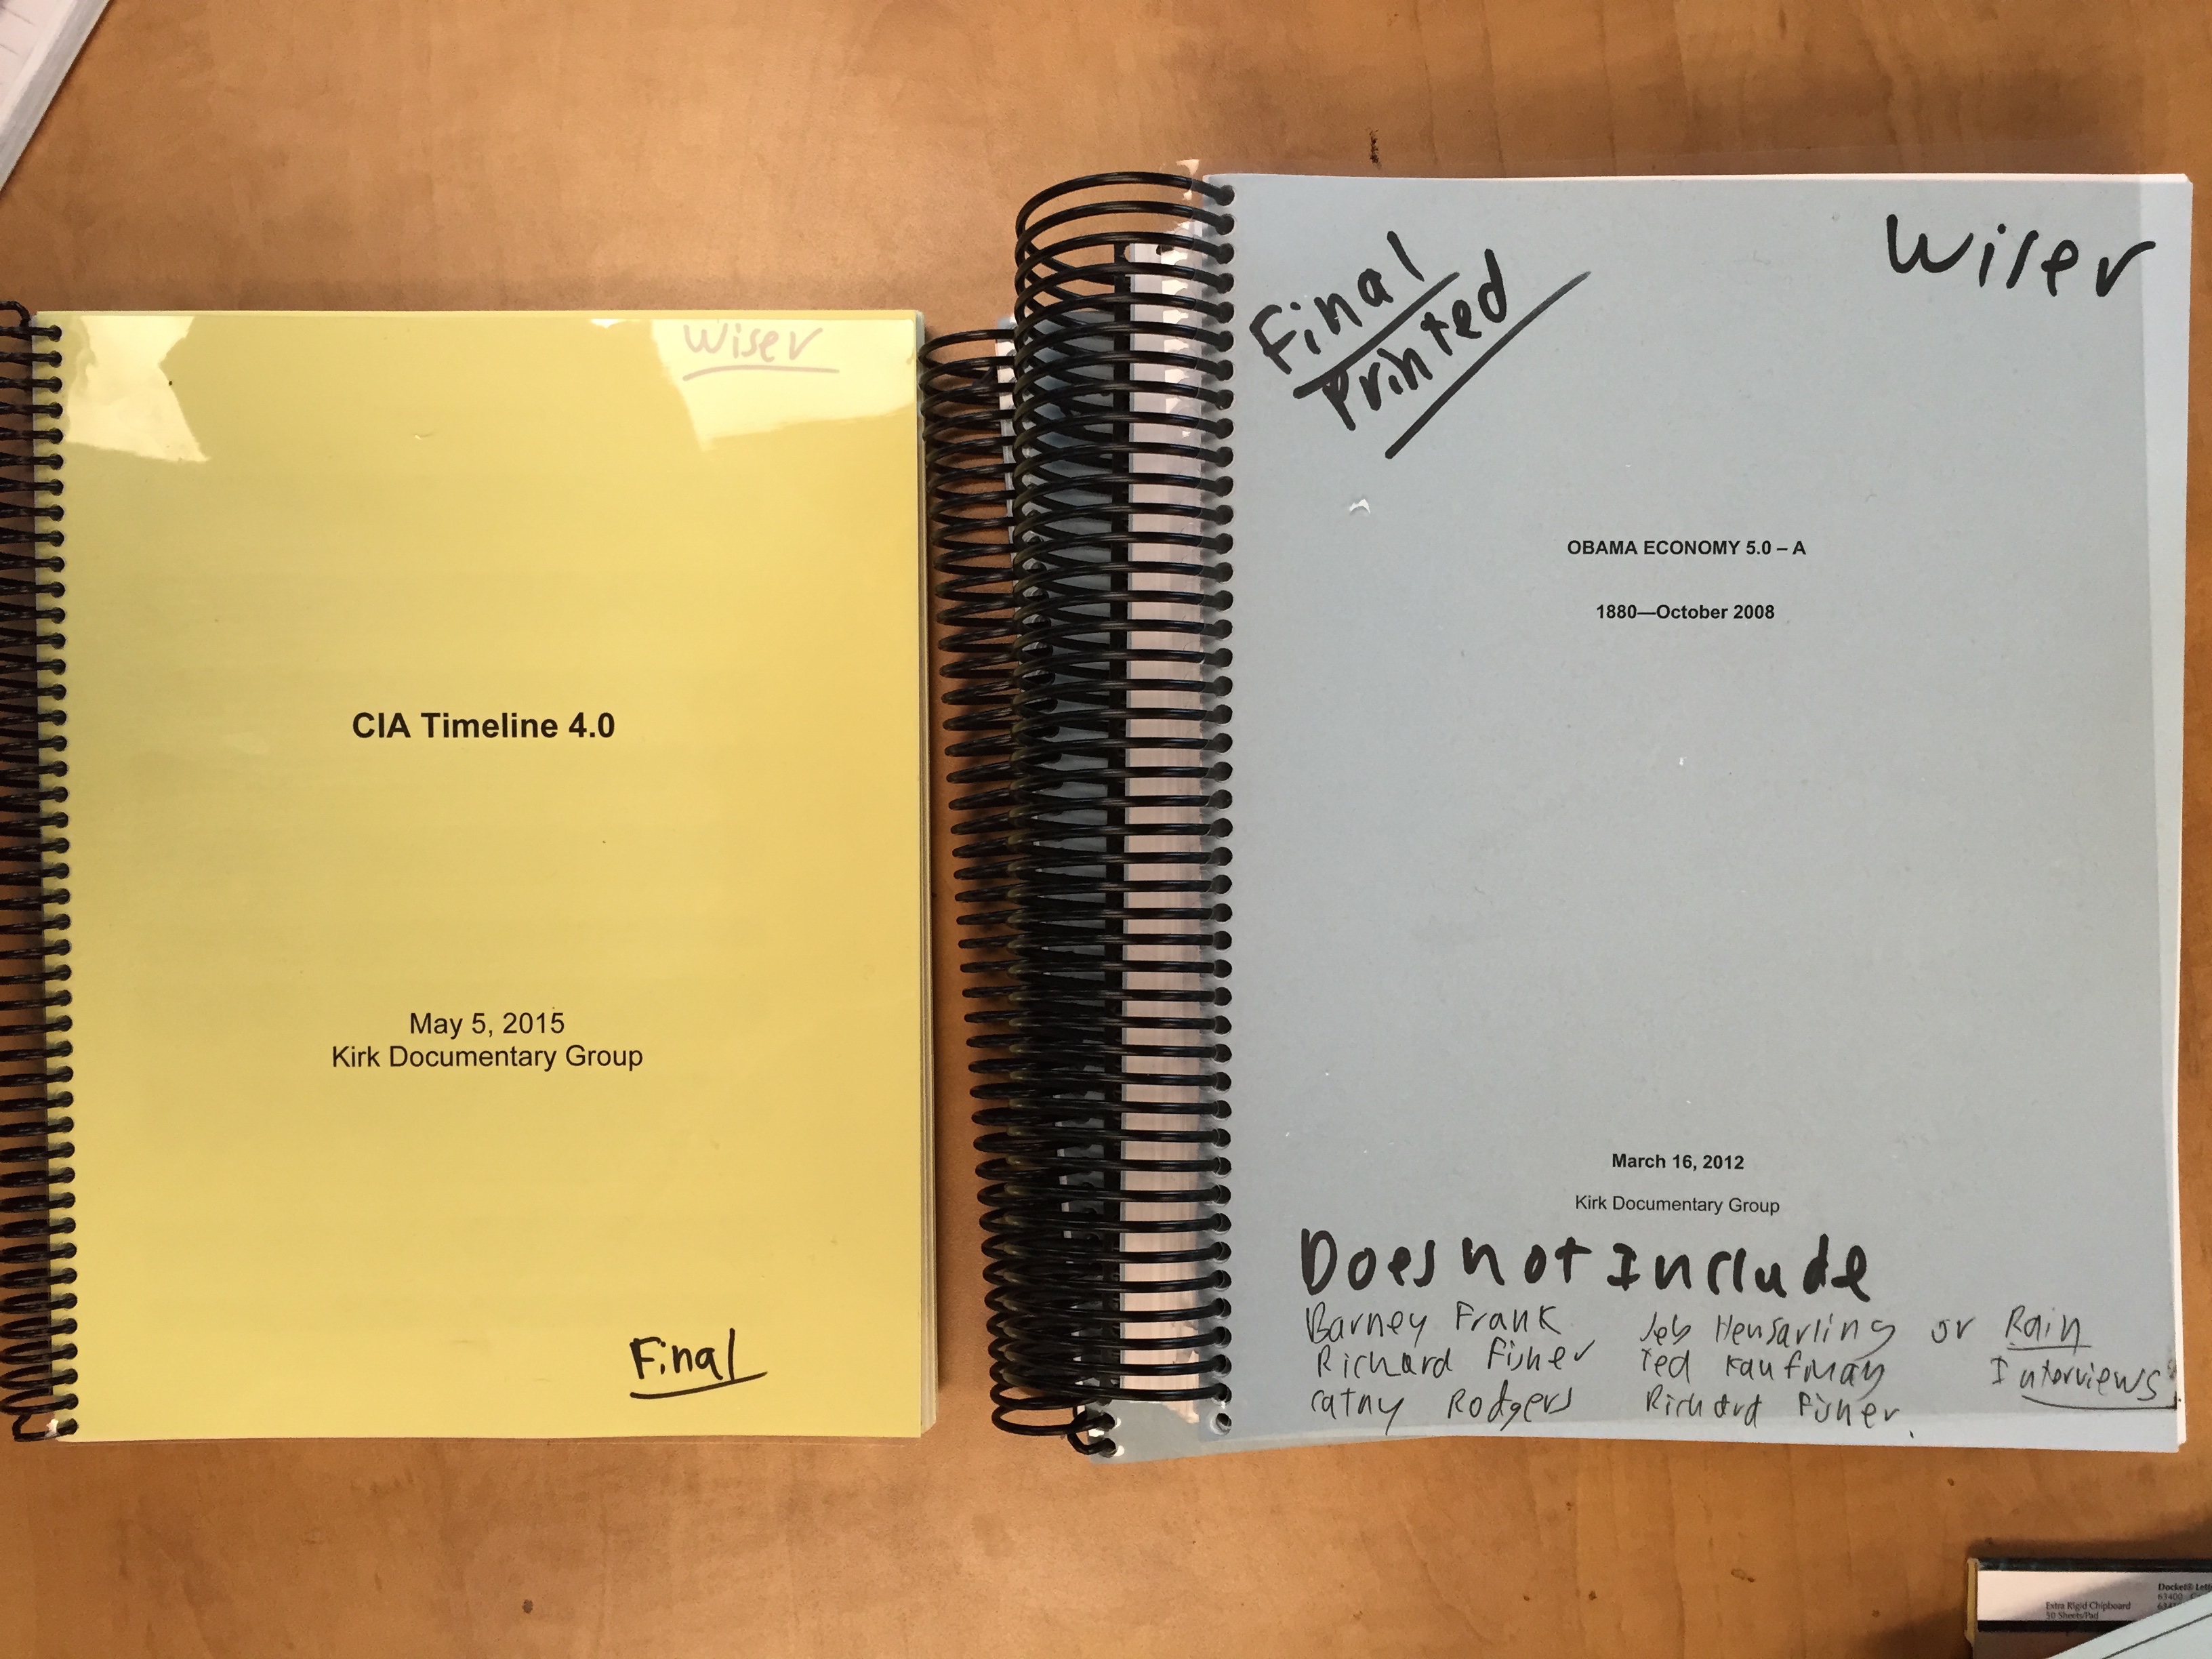 Wiser
CIA Timeline 4.0
May 5, 2015
Kirk Documentary Group
Final
Final
Printed
Wiser
OBAMA ECONOMY 5.0 – A
1880—October 2008
March 16, 2012
Kirk Documentary Group
Does not Include
Barney Frank Jeb Hensarling or Rain
Richard Fisher Ted Kaufman Interviews
Cathy Rodgers Richard Fisher.
Docket®
63400
Extra Rigid Chipboard
50 Sheets/Pad